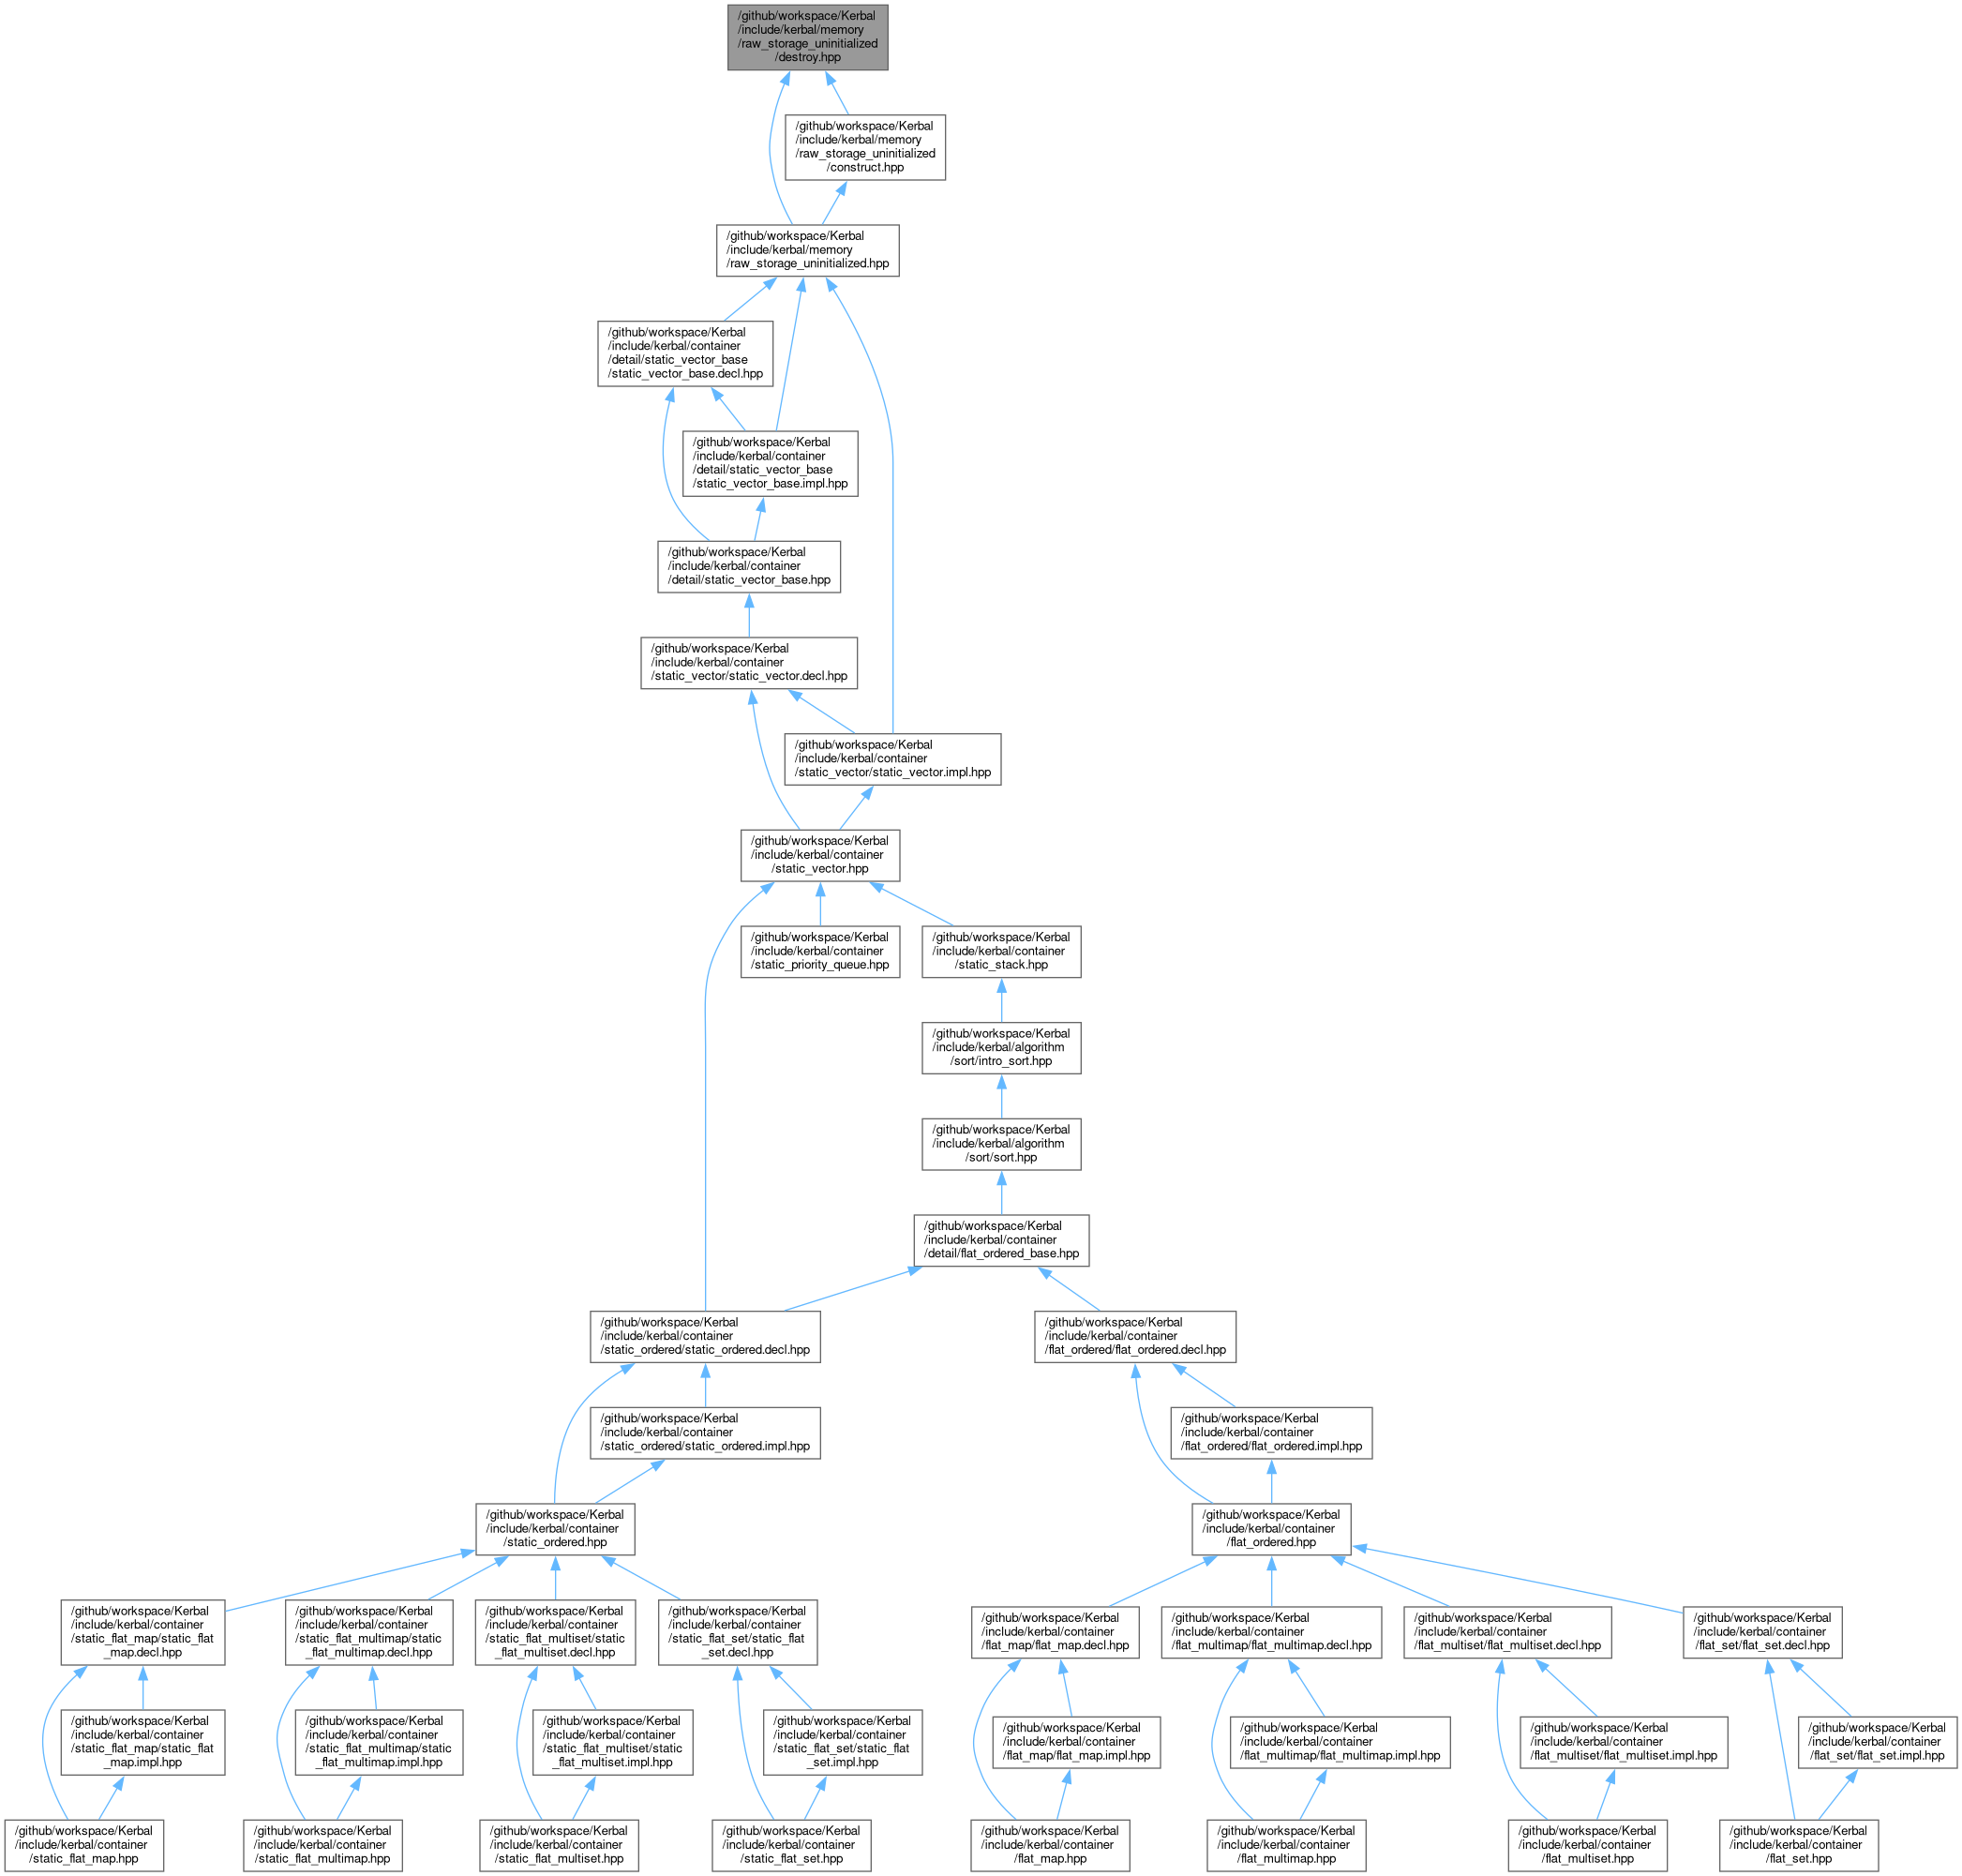 /github/workspace/Kerbal
/include/kerbal/memory
/raw_storage_uninitialized
/destroy.hpp
/github/workspace/Kerbal
/include/kerbal/memory
/raw_storage_uninitialized
/construct.hpp
/github/workspace/Kerbal
/include/kerbal/memory
/raw_storage_uninitialized.hpp
/github/workspace/Kerbal
/include/kerbal/container
/detail/static_vector_base
/static_vector_base.decl.hpp
/github/workspace/Kerbal
/include/kerbal/container
/detail/static_vector_base
/static_vector_base.impl.hpp
/github/workspace/Kerbal
/include/kerbal/container
/detail/static_vector_base.hpp
/github/workspace/Kerbal
/include/kerbal/container
/static_vector/static_vector.decl.hpp
/github/workspace/Kerbal
/include/kerbal/container
/static_vector/static_vector.impl.hpp
/github/workspace/Kerbal
/include/kerbal/container
/static_vector.hpp
/github/workspace/Kerbal
/include/kerbal/container
/static_priority_queue.hpp
/github/workspace/Kerbal
/include/kerbal/container
/static_stack.hpp
/github/workspace/Kerbal
/include/kerbal/algorithm
/sort/intro_sort.hpp
/github/workspace/Kerbal
/include/kerbal/algorithm
/sort/sort.hpp
/github/workspace/Kerbal
/include/kerbal/container
/detail/flat_ordered_base.hpp
/github/workspace/Kerbal
/include/kerbal/container
/static_ordered/static_ordered.decl.hpp
/github/workspace/Kerbal
/include/kerbal/container
/flat_ordered/flat_ordered.decl.hpp
/github/workspace/Kerbal
/include/kerbal/container
/static_ordered/static_ordered.impl.hpp
/github/workspace/Kerbal
/include/kerbal/container
/flat_ordered/flat_ordered.impl.hpp
/github/workspace/Kerbal
/include/kerbal/container
/static_ordered.hpp
/github/workspace/Kerbal
/include/kerbal/container
/flat_ordered.hpp
/github/workspace/Kerbal
/include/kerbal/container
/static_flat_map/static_flat
_map.decl.hpp
/github/workspace/Kerbal
/include/kerbal/container
/static_flat_multimap/static
_flat_multimap.decl.hpp
/github/workspace/Kerbal
/include/kerbal/container
/static_flat_multiset/static
_flat_multiset.decl.hpp
/github/workspace/Kerbal
/include/kerbal/container
/static_flat_set/static_flat
_set.decl.hpp
/github/workspace/Kerbal
/include/kerbal/container
/flat_map/flat_map.decl.hpp
/github/workspace/Kerbal
/include/kerbal/container
/flat_multimap/flat_multimap.decl.hpp
/github/workspace/Kerbal
/include/kerbal/container
/flat_multiset/flat_multiset.decl.hpp
/github/workspace/Kerbal
/include/kerbal/container
/flat_set/flat_set.decl.hpp
/github/workspace/Kerbal
/include/kerbal/container
/static_flat_map/static_flat
_map.impl.hpp
/github/workspace/Kerbal
/include/kerbal/container
/static_flat_multimap/static
_flat_multimap.impl.hpp
/github/workspace/Kerbal
/include/kerbal/container
/static_flat_multiset/static
_flat_multiset.impl.hpp
/github/workspace/Kerbal
/include/kerbal/container
/static_flat_set/static_flat
_set.impl.hpp
/github/workspace/Kerbal
/include/kerbal/container
/flat_map/flat_map.impl.hpp
/github/workspace/Kerbal
/include/kerbal/container
/flat_multimap/flat_multimap.impl.hpp
/github/workspace/Kerbal
/include/kerbal/container
/flat_multiset/flat_multiset.impl.hpp
/github/workspace/Kerbal
/include/kerbal/container
/flat_set/flat_set.impl.hpp
/github/workspace/Kerbal
/include/kerbal/container
/static_flat_map.hpp
/github/workspace/Kerbal
/include/kerbal/container
/static_flat_multimap.hpp
/github/workspace/Kerbal
/include/kerbal/container
/static_flat_multiset.hpp
/github/workspace/Kerbal
/include/kerbal/container
/static_flat_set.hpp
/github/workspace/Kerbal
/include/kerbal/container
/flat_map.hpp
/github/workspace/Kerbal
/include/kerbal/container
/flat_multimap.hpp
/github/workspace/Kerbal
/include/kerbal/container
/flat_multiset.hpp
/github/workspace/Kerbal
/include/kerbal/container
/flat_set.hpp